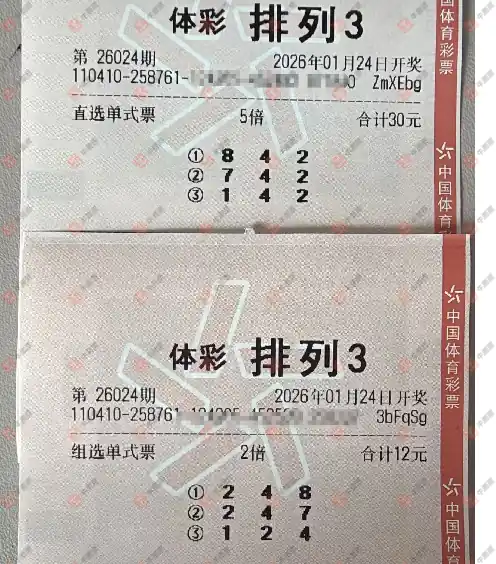 体彩 排列3
第 26024期 2026年01月24日开奖
110410-258761- 0 ZmXEbg
直选单式票 5倍 合计30元
① 8 4 2
② 7 4 2
③ 1 4 2
国体育彩票
中国体育彩
体彩 排列3
第 26024期 2026年01月24日开奖
110410-258761 3bFqSg
组选单式票 2倍 合计12元
① 2 4 8
② 2 4 7
③ 1 2 4
中国体育彩票
中国体